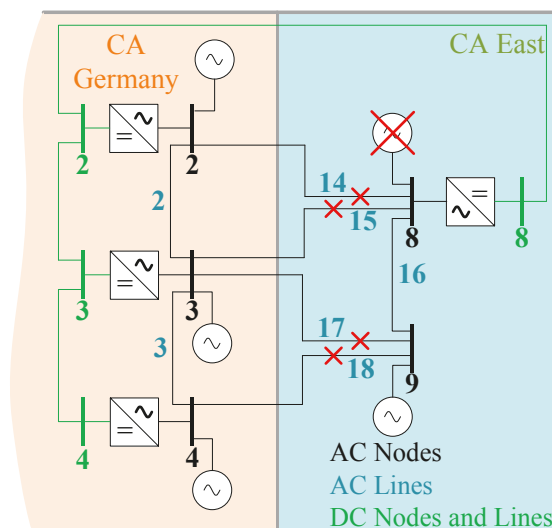 CA
Germany
CA East
2
2
2
14
15
8
8
16
3
3
3
17
18
9
4
4
AC Nodes
AC Lines
DC Nodes and Lines